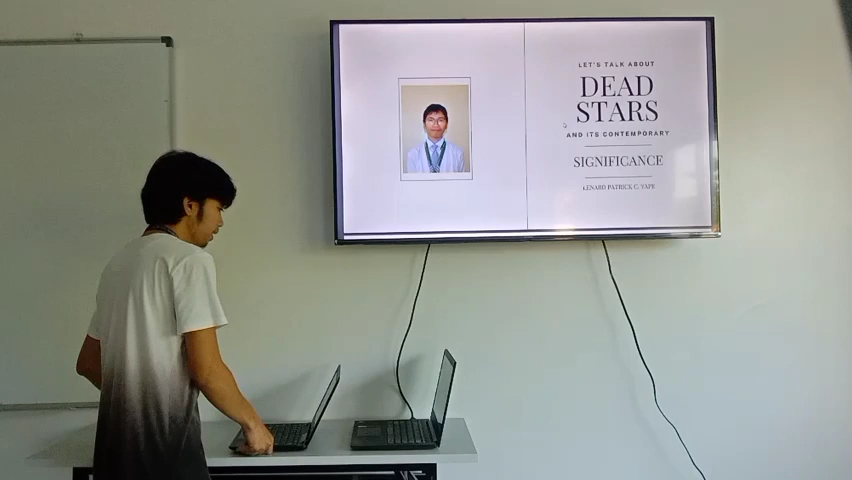 LET'S TALK ABOUT
DEAD
STARS
AND ITS CONTEMPORARY
SIGNIFICANCE
LENARD PATRICK C. YAPE